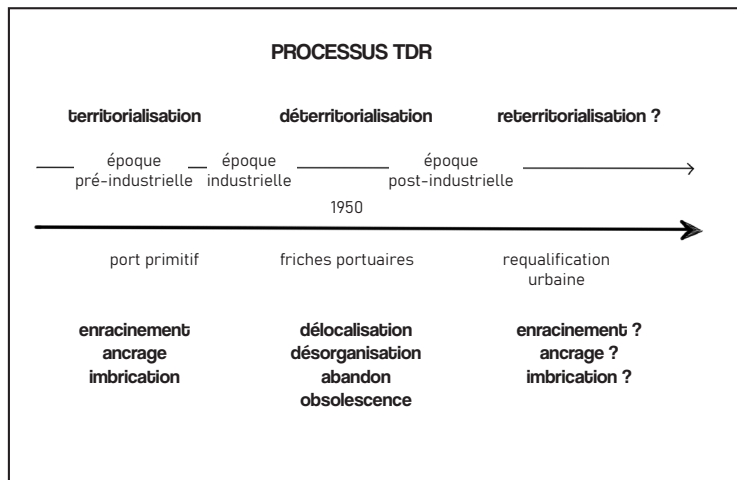 PROCESSUS TDR
territorialisation
déterritorialisation
reterritorialisation ?
époque
pré-industrielle
époque
industrielle
époque
post-industrielle
1950
port primitif
friches portuaires
requalification
urbaine
enracinement
ancrage
imbrication
délocalisation
désorganisation
abandon
obsolescence
enracinement ?
ancrage ?
imbrication ?